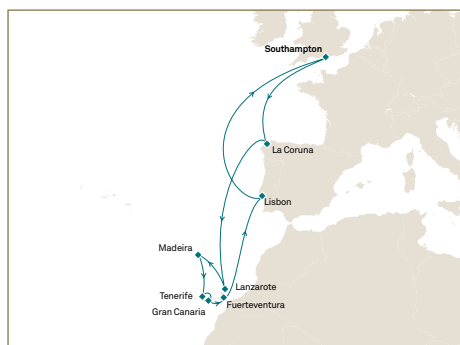 Southampton
La Coruna
Lisbon
Madeira
Lanzarote
Tenerife
Fuerteventura
Gran Canaria